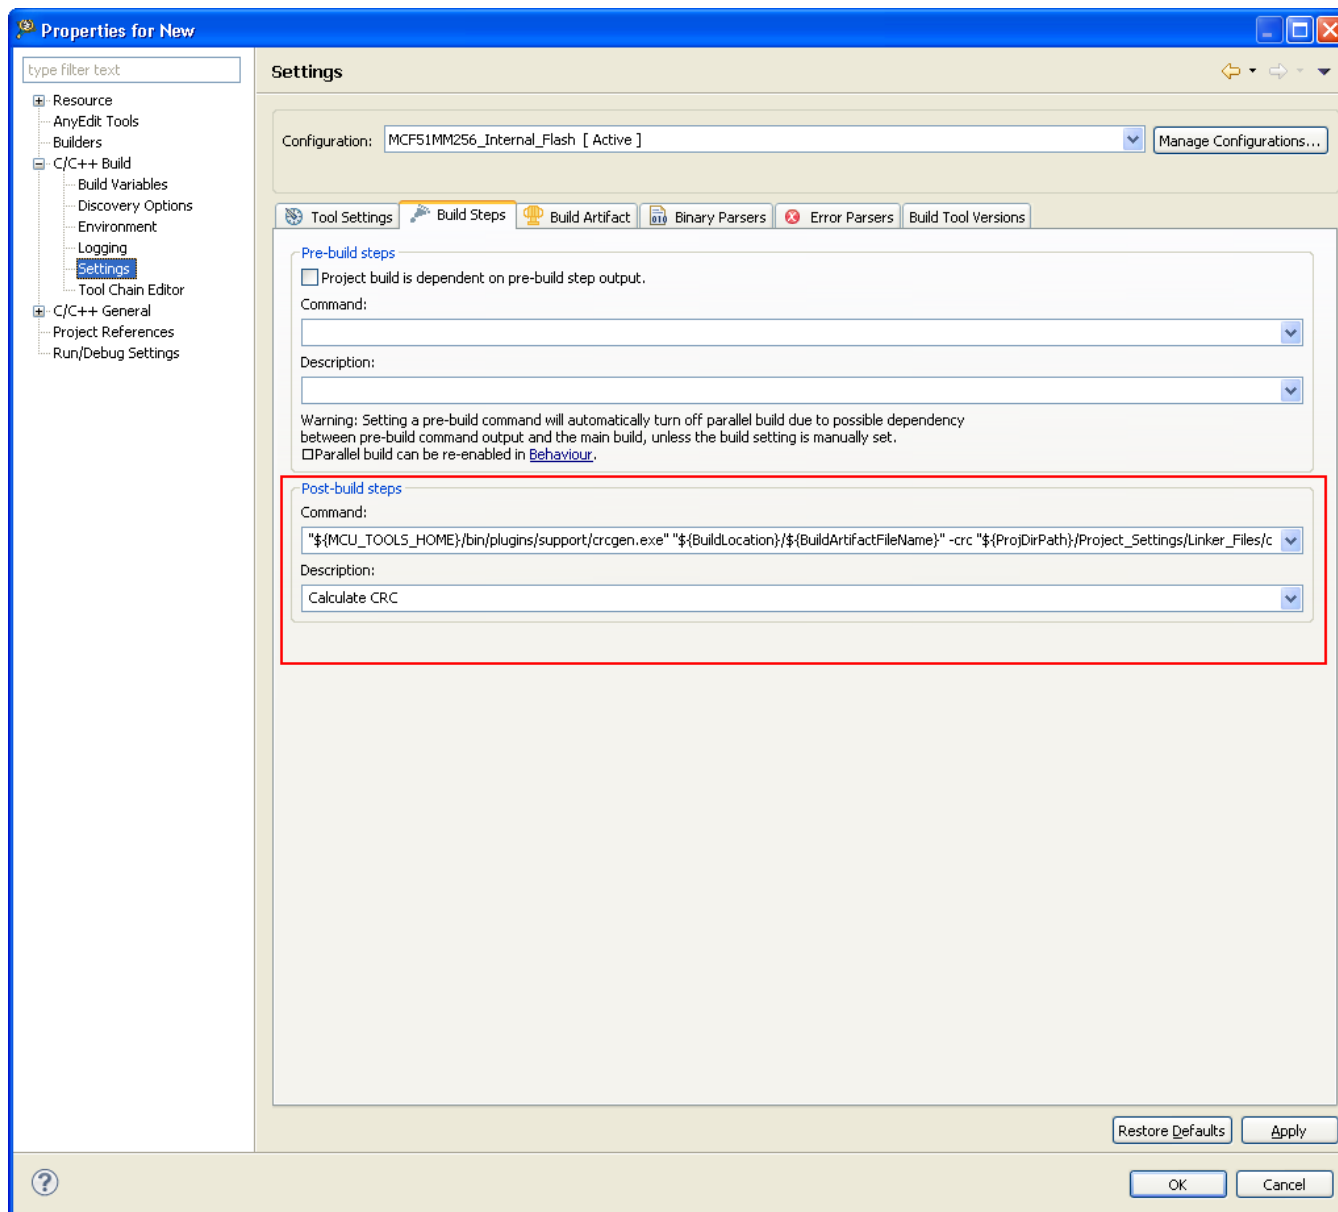 Properties for New
type filter text
Settings
Resource
AnyEdit Tools
Builders
C/C++ Build
Build Variables
Discovery Options
Environment
Logging
Settings
Tool Chain Editor
C/C++ General
Project References
Run/Debug Settings
Configuration:
MCF51MM256_Internal_Flash [ Active ]
Manage Configurations...
Tool Settings
Build Steps
Build Artifact
Binary Parsers
Error Parsers
Build Tool Versions
Pre-build steps
Project build is dependent on pre-build step output.
Command:
Description:
Warning: Setting a pre-build command will automatically turn off parallel build due to possible dependency
between pre-build command output and the main build, unless the build setting is manually set.
Parallel build can be re-enabled in Behaviour.
Post-build steps
Command:
"${MCU_TOOLS_HOME}/bin/plugins/support/crcgen.exe" "${BuildLocation}/${BuildArtifactFileName}" -crc "${ProjDirPath}/Project_Settings/Linker_Files/c
Description:
Calculate CRC
Restore Defaults
Apply
OK
Cancel